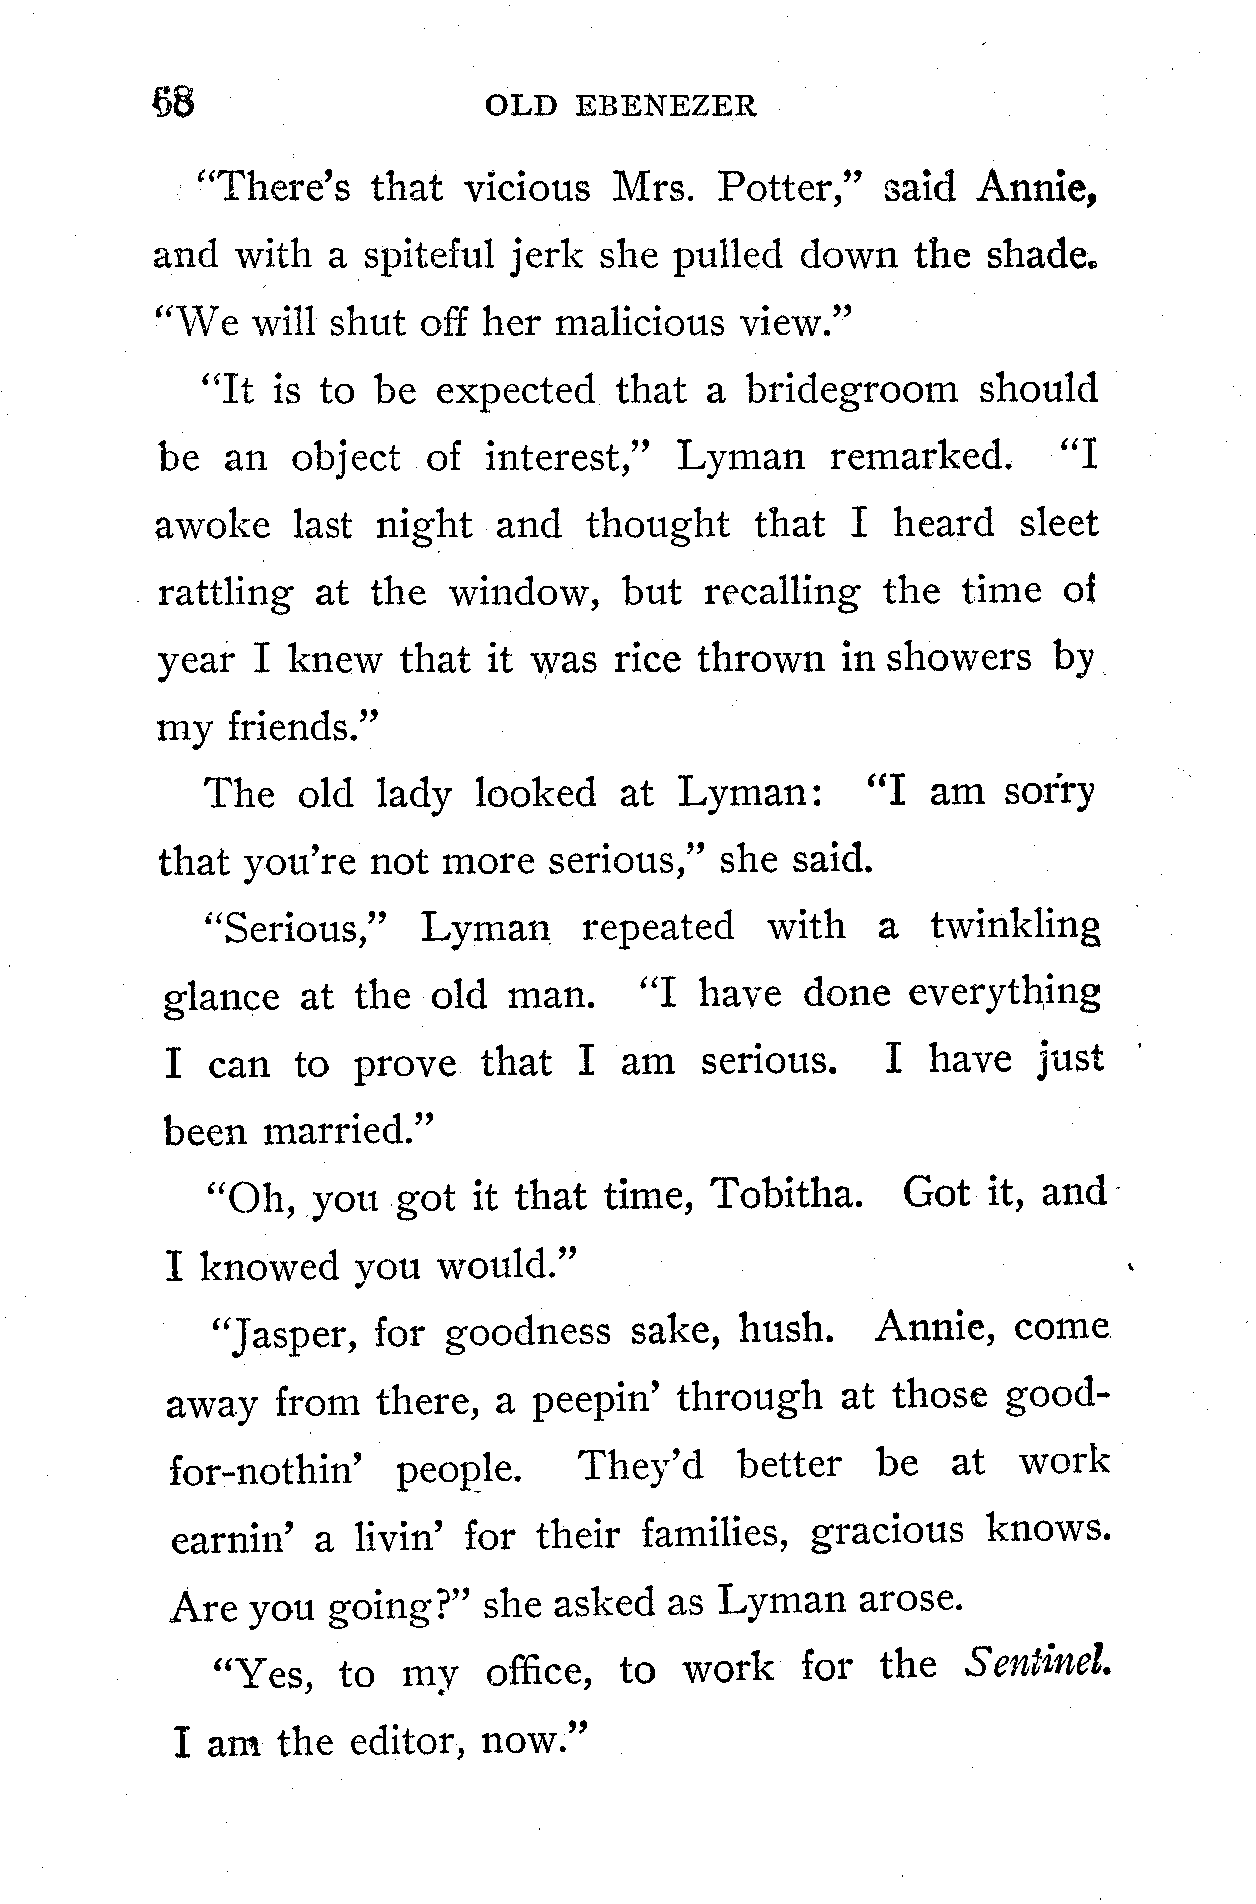 68 OLD EBENEZER
“There’s that vicious Mrs. Potter,” said Annie,
and with a spiteful jerk she pulled down the shade.
“We will shut off her malicious view.”
“It is to be expected that a bridegroom should
be an object of interest,” Lyman remarked. “I
awoke last night and thought that I heard sleet
rattling at the window, but recalling the time of
year I knew that it was rice thrown in showers by
my friends.”
The old lady looked at Lyman: “I am sorry
that you’re not more serious,” she said.
“Serious,” Lyman repeated with a twinkling
glance at the old man. “I have done everything
I can to prove that I am serious. I have just
been married.”
“Oh, you got it that time, Tobitha. Got it, and
I knowed you would.”
“Jasper, for goodness sake, hush. Annie, come
away from there, a peepin’ through at those good-
for-nothin’ people. They’d better be at work
earnin’ a livin’ for their families, gracious knows.
Are you going?” she asked as Lyman arose.
“Yes, to my office, to work for the Sentinel.
I am the editor, now.”